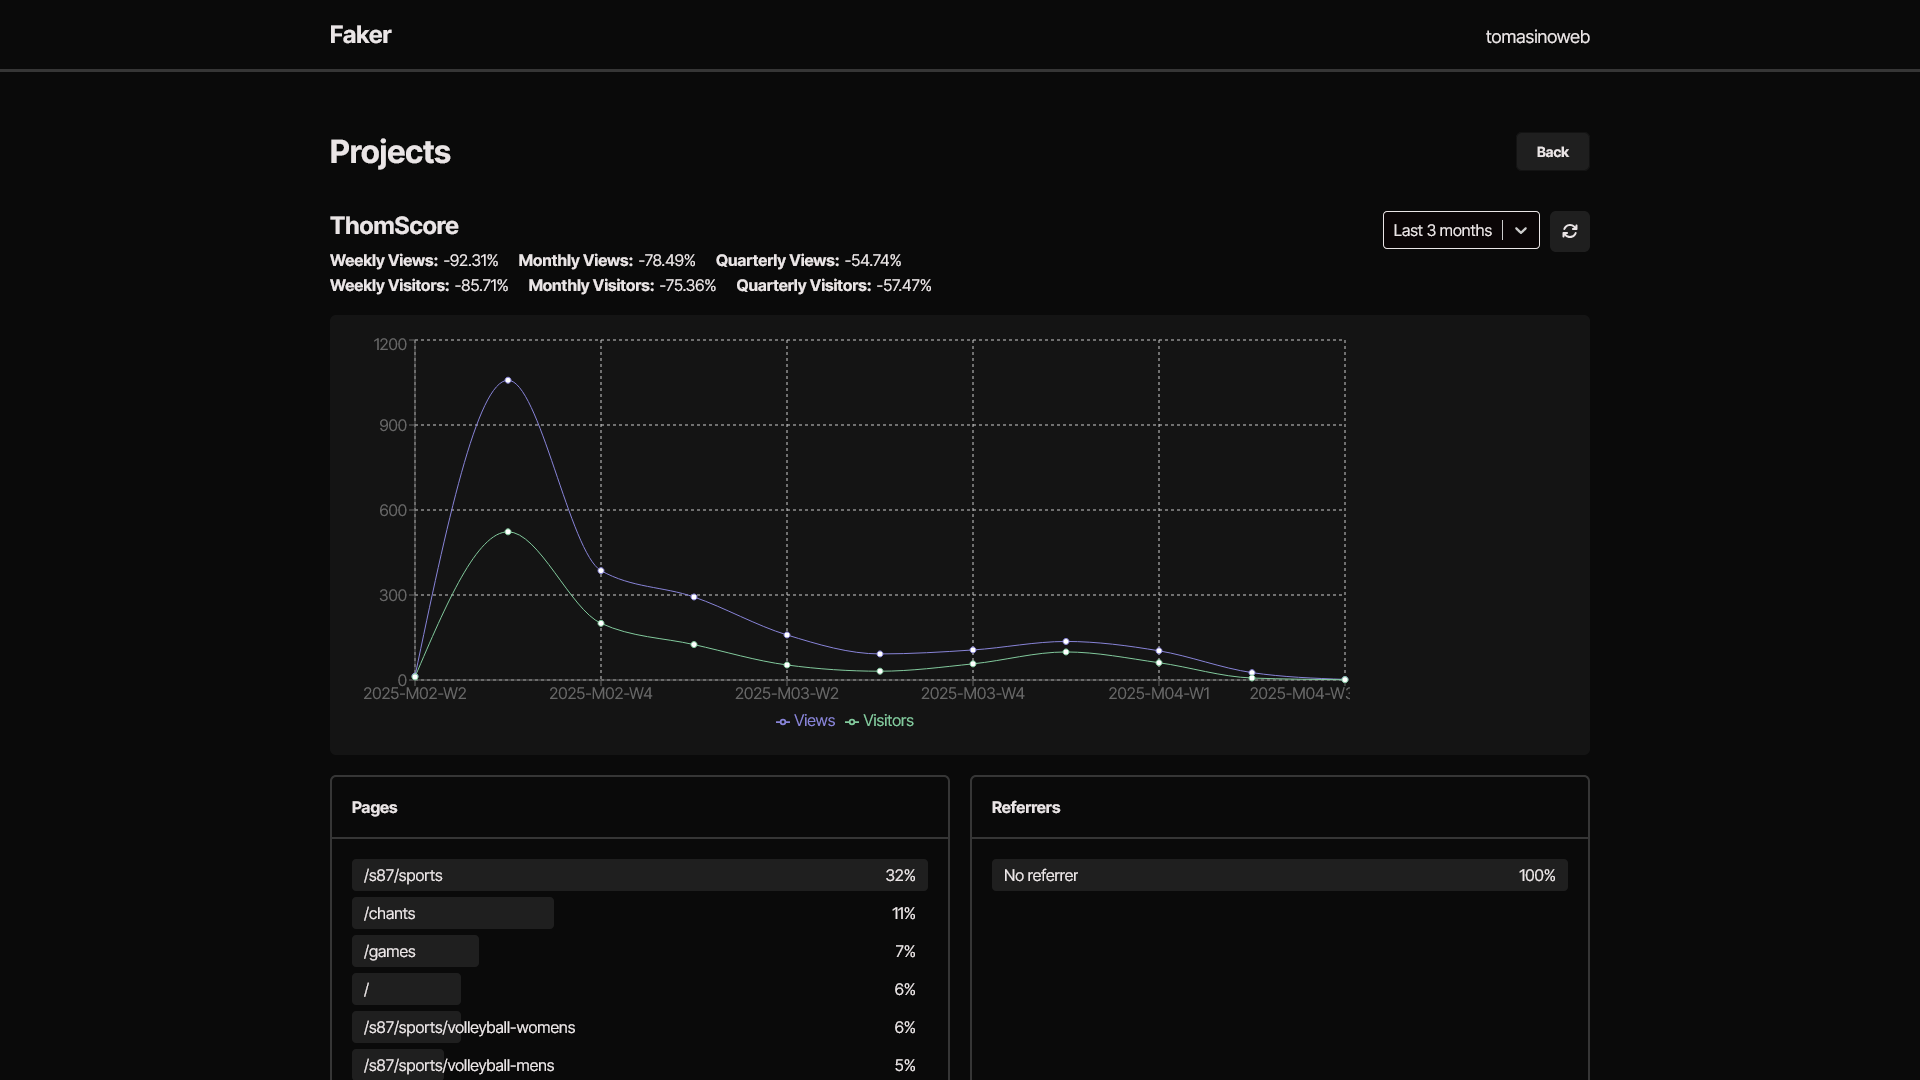 Faker
tomasinoweb
Projects
Back
ThomScore
Last 3 months
Weekly Views: -92.31% Monthly Views: -78.49% Quarterly Views: -54.74%
Weekly Visitors: -85.71% Monthly Visitors: -75.36% Quarterly Visitors: -57.47%
1200
900
600
300
0
2025-M02-W2 2025-M02-W4 2025-M03-W2 2025-M03-W4 2025-M04-W1 2025-M04-W3
Views Visitors
Pages
/s87/sports 32%
/chants 11%
/games 7%
/ 6%
/s87/sports/volleyball-womens 6%
/s87/sports/volleyball-mens 5%
Referrers
No referrer 100%